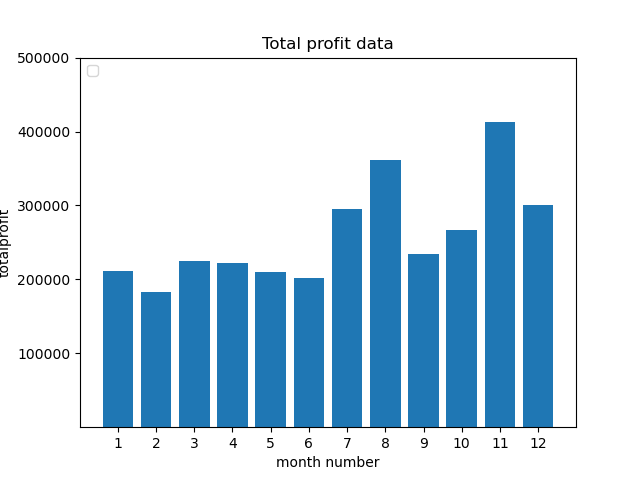 Total profit data
500000
400000
300000
200000
100000
totalprofit
1 2 3 4 5 6 7 8 9 10 11 12
month number